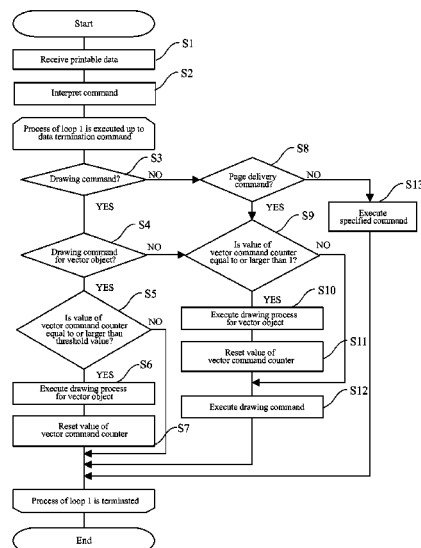 Start
S1
Receive printable data
S2
Interpret command
Process of loop 1 is executed up to
data termination command
S3
Drawing command?
NO
YES
S8
Page delivery
command?
NO
YES
S13
Execute
specified command
S4
Drawing command
for vector object?
NO
YES
S9
Is value of
vector command counter
equal to or larger than 1?
NO
YES
S5
Is value of
vector command counter
equal to or larger than
threshold value?
NO
YES
S10
Execute drawing process
for vector object
S11
Reset value of
vector command counter
S6
Execute drawing process
for vector object
S12
Execute drawing command
Reset value of
vector command counter
S7
Process of loop 1 is terminated
End